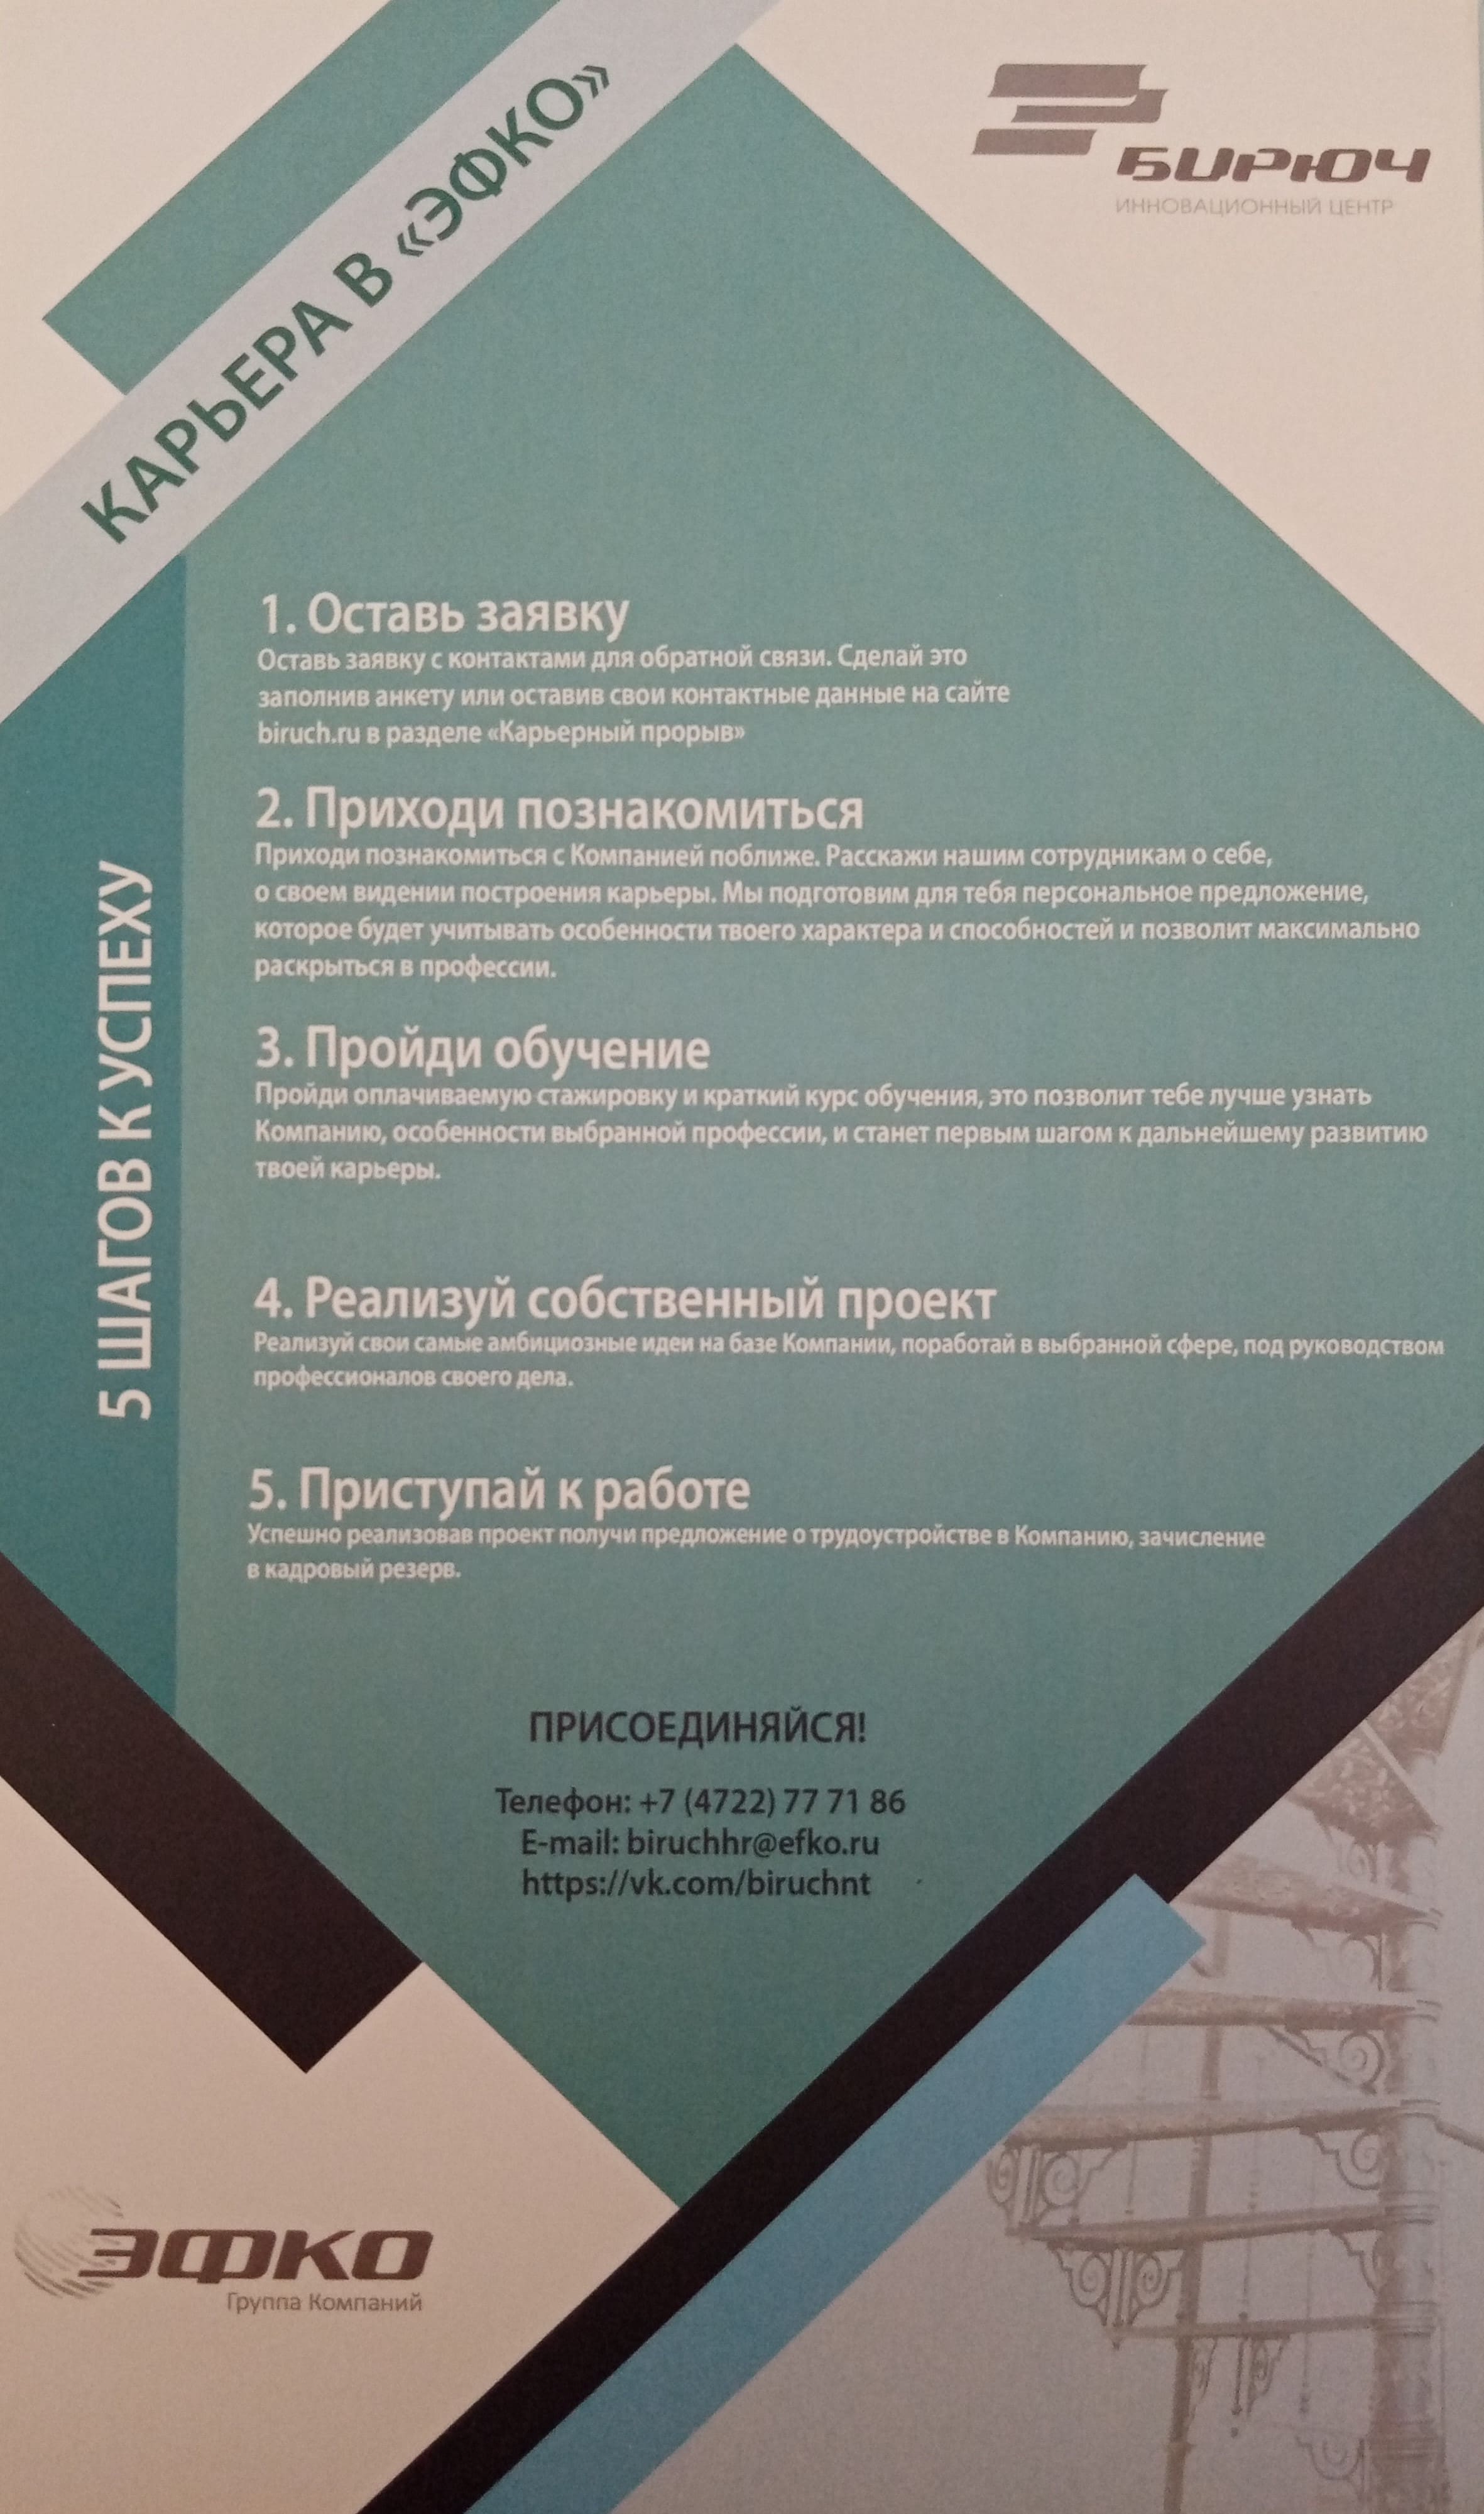 КАРЬЕРА В «ЭФКО»
БИРЮЧ
ИННОВАЦИОННЫЙ ЦЕНТР
5 ШАГОВ К УСПЕХУ
1. Оставь заявку
Оставь заявку с контактами для обратной связи. Сделай это
заполнив анкету или оставив свои контактные данные на сайте
biruch.ru в разделе «Карьерный прорыв»
2. Приходи познакомиться
Приходи познакомиться с Компанией поближе. Расскажи нашим сотрудникам о себе,
о своем видении построения карьеры. Мы подготовим для тебя персональное предложение,
которое будет учитывать особенности твоего характера и способностей и позволит максимально
раскрыться в профессии.
3. Пройди обучение
Пройди оплачиваемую стажировку и краткий курс обучения, это позволит тебе лучше узнать
Компанию, особенности выбранной профессии, и станет первым шагом к дальнейшему развитию
твоей карьеры.
4. Реализуй собственный проект
Реализуй свои самые амбициозные идеи на базе Компании, поработай в выбранной сфере, под руководством
профессионалов своего дела.
5. Приступай к работе
Успешно реализовав проект получи предложение о трудоустройстве в Компанию, зачисление
в кадровый резерв.
ПРИСОЕДИНЯЙСЯ!
Телефон: +7 (4722) 77 71 86
E-mail: biruchhr@efko.ru
https://vk.com/biruchnt
ЭФКО
Группа Компаний